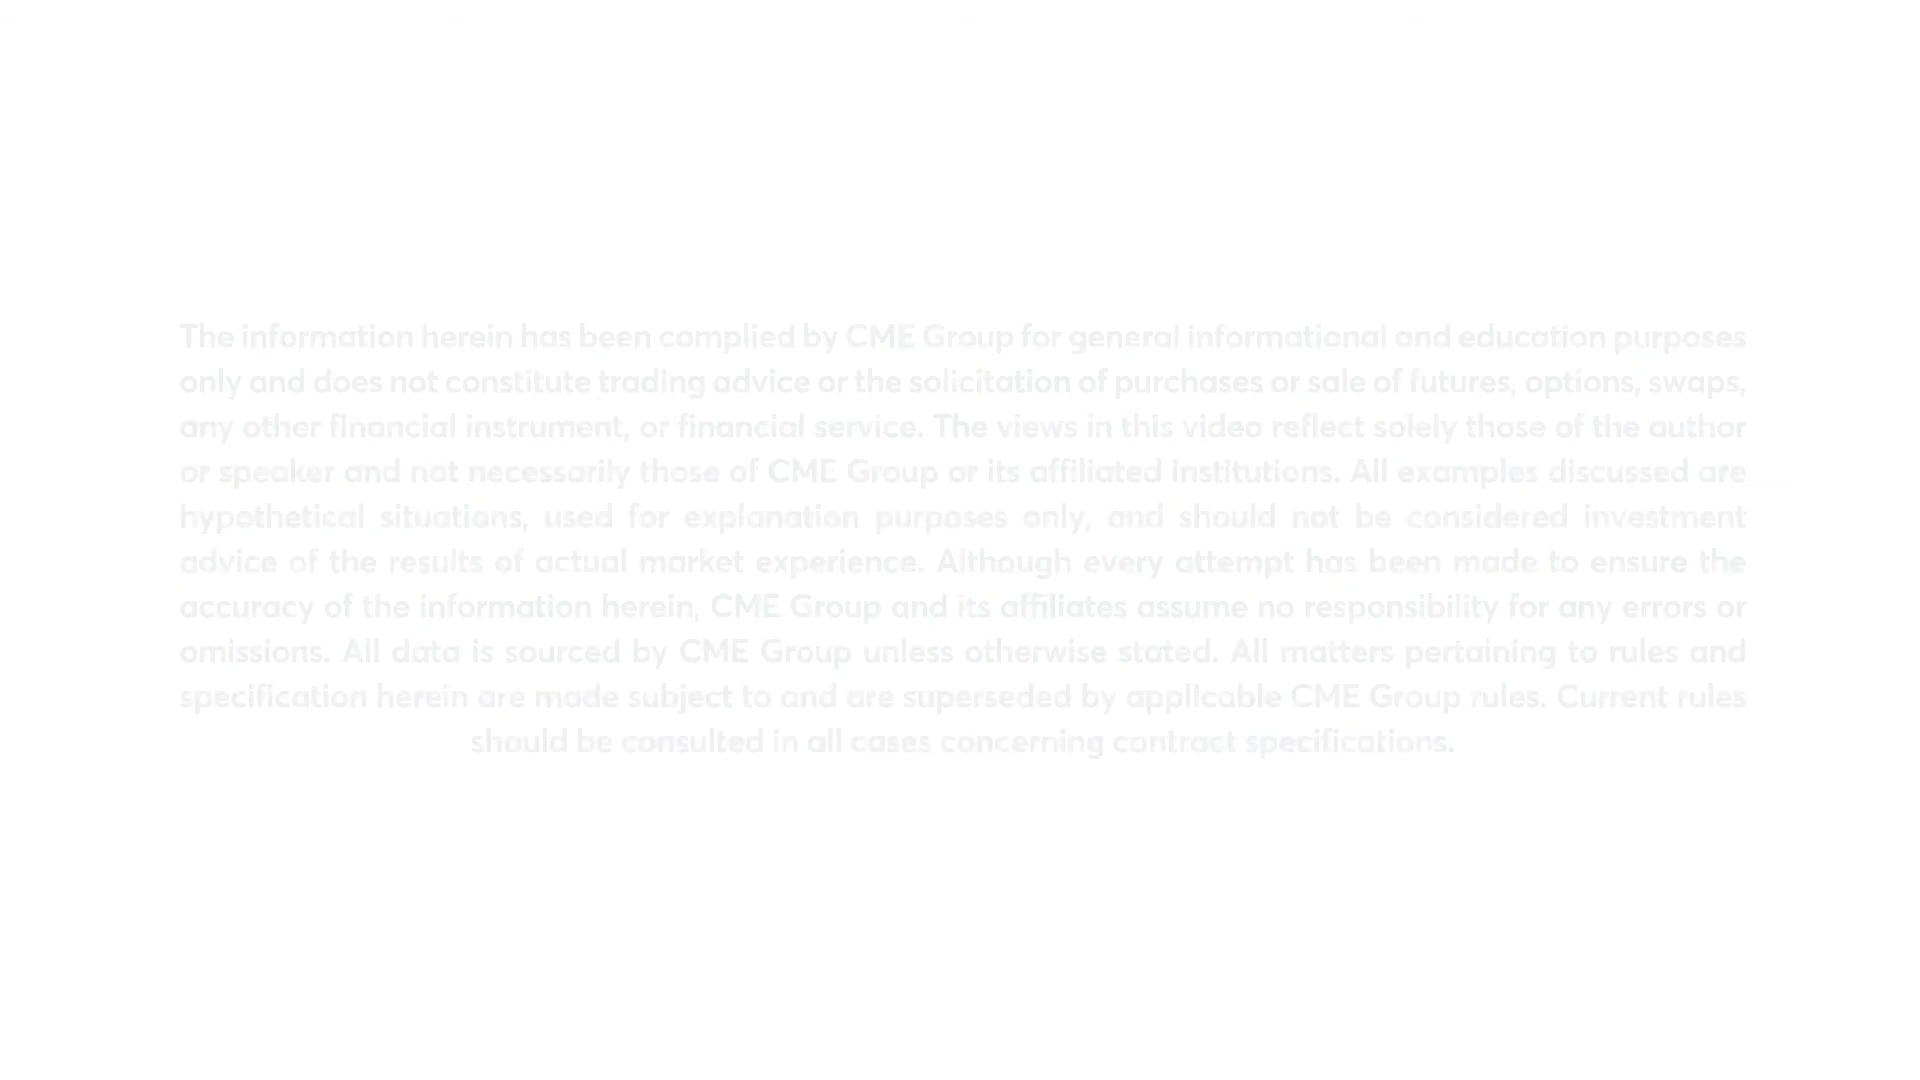 The information herein has been complied by CME Group for general informational and education purposes
only and does not constitute trading advice or the solicitation of purchases or sale of futures, options, swaps,
any other financial instrument, or financial service. The views in this video reflect solely those of the author
or speaker and not necessarily those of CME Group or its affiliated institutions. All examples discussed are
hypothetical situations, used for explanation purposes only, and should not be considered investment
advice of the results of actual market experience. Although every attempt has been made to ensure the
accuracy of the information herein, CME Group and its affiliates assume no responsibility for any errors or
omissions. All data is sourced by CME Group unless otherwise stated. All matters pertaining to rules and
specification herein are made subject to and are superseded by applicable CME Group rules. Current rules
should be consulted in all cases concerning contract specifications.